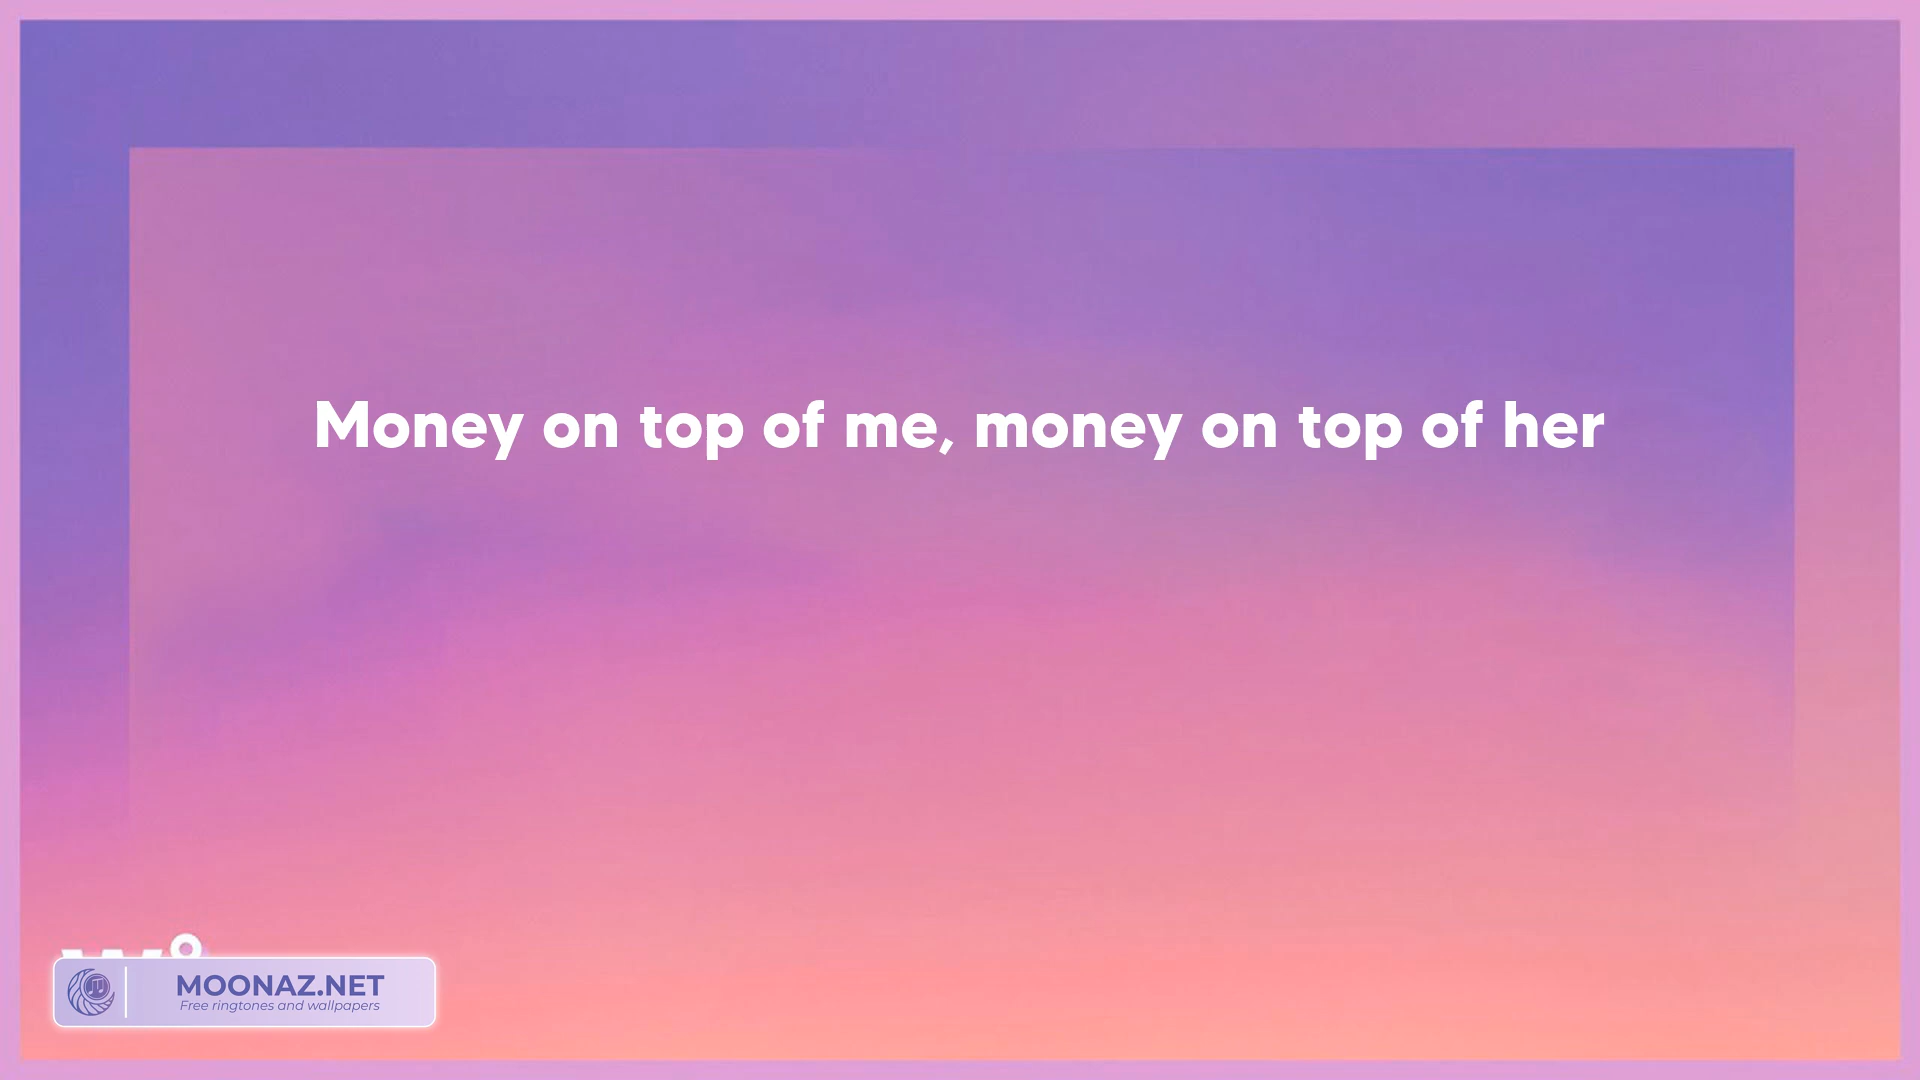 Money on top of me, money on top of her
MOONAZ.NET
Free ringtones and wallpapers